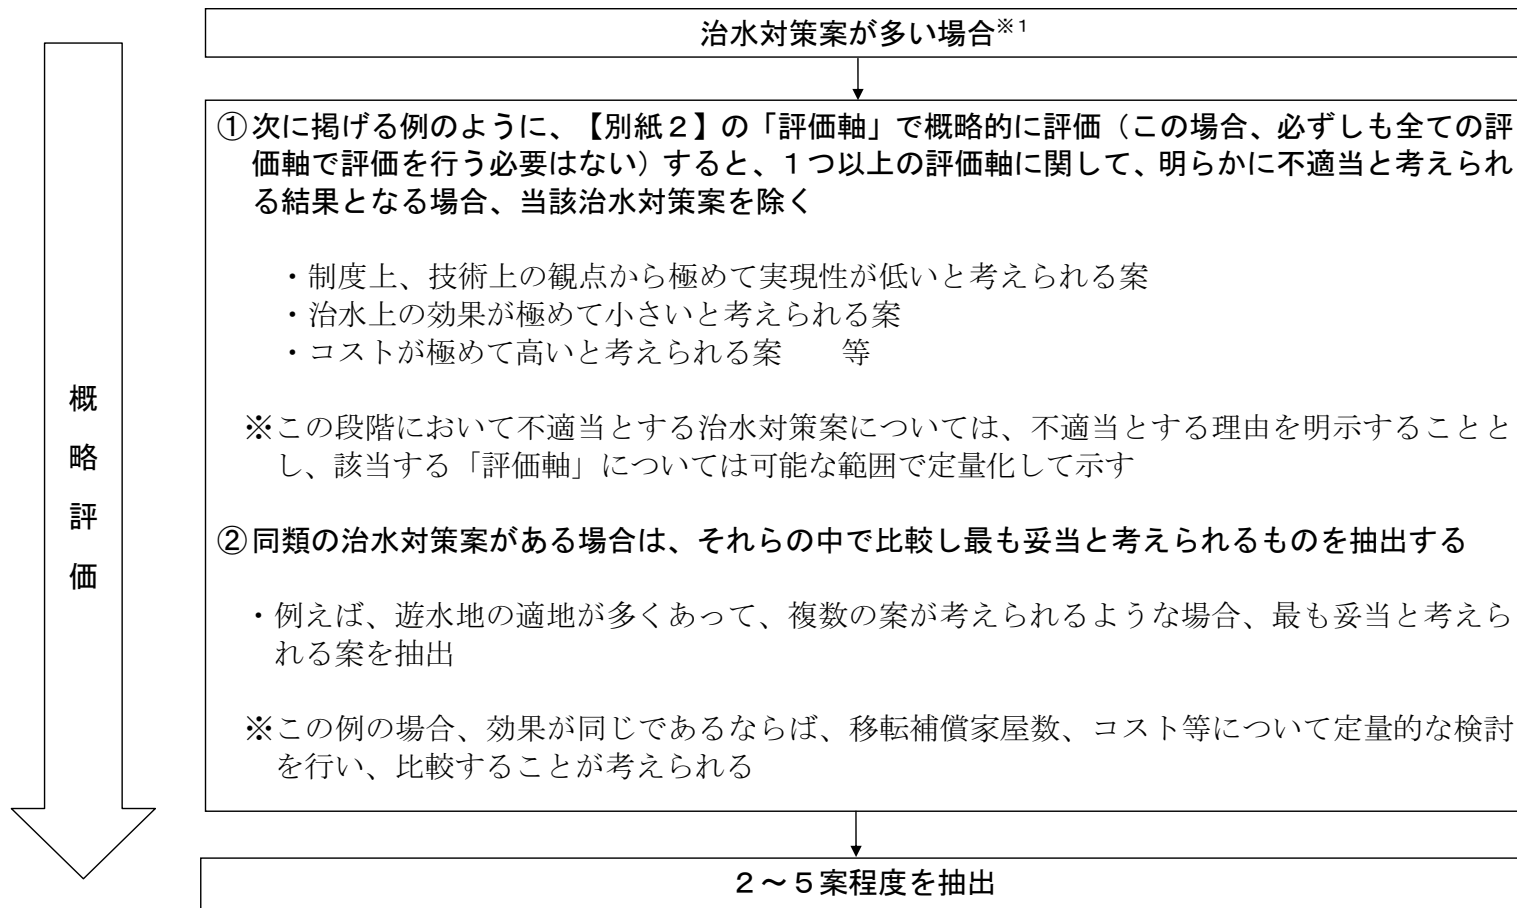 治水対策案が多い場合※1
①次に掲げる例のように、【別紙２】の「評価軸」で概略的に評価（この場合、必ずしも全ての評
価軸で評価を行う必要はない）すると、１つ以上の評価軸に関して、明らかに不適当と考えられ
る結果となる場合、当該治水対策案を除く
・制度上、技術上の観点から極めて実現性が低いと考えられる案
・治水上の効果が極めて小さいと考えられる案
・コストが極めて高いと考えられる案　　等
※この段階において不適当とする治水対策案については、不適当とする理由を明示することと
し、該当する「評価軸」については可能な範囲で定量化して示す
②同類の治水対策案がある場合は、それらの中で比較し最も妥当と考えられるものを抽出する
・例えば、遊水地の適地が多くあって、複数の案が考えられるような場合、最も妥当と考えら
れる案を抽出
※この例の場合、効果が同じであるならば、移転補償家屋数、コスト等について定量的な検討
を行い、比較することが考えられる
２～５案程度を抽出
概略評価